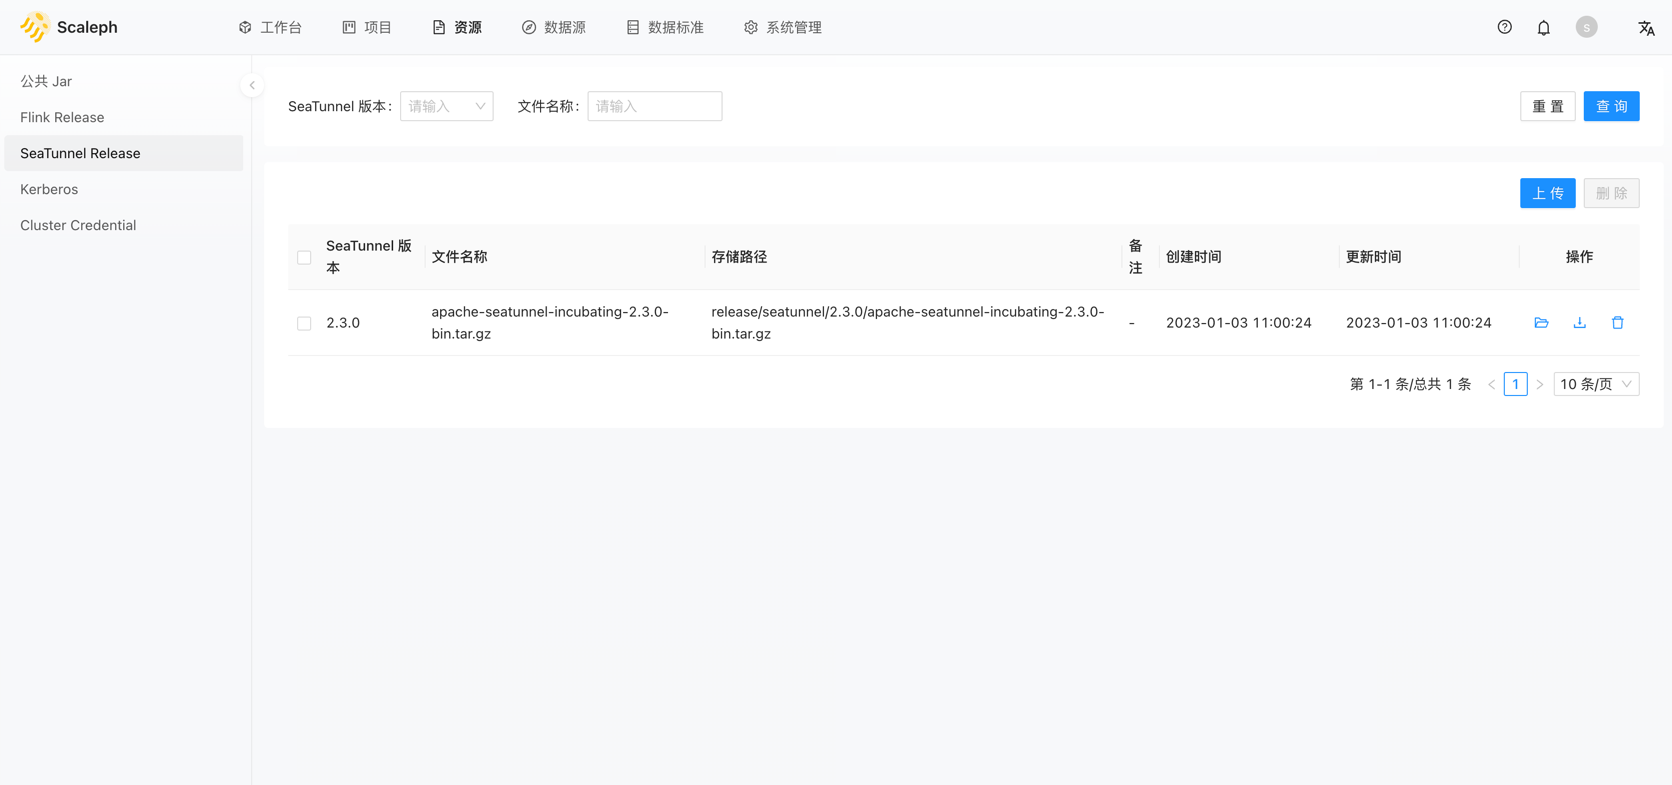 Scaleph
工作台
项目
资源
数据源
数据标准
系统管理
S
公共 Jar
Flink Release
SeaTunnel Release
Kerberos
Cluster Credential
SeaTunnel 版本: 请输入 文件名称: 请输入 重 置 查 询
上 传 删 除
SeaTunnel 版
本
文件名称
存储路径
备
注
创建时间
更新时间
操作
2.3.0
apache-seatunnel-incubating-2.3.0-
bin.tar.gz
release/seatunnel/2.3.0/apache-seatunnel-incubating-2.3.0-
bin.tar.gz
-
2023-01-03 11:00:24
2023-01-03 11:00:24
第 1-1 条/总共 1 条 < 1 > 10 条/页